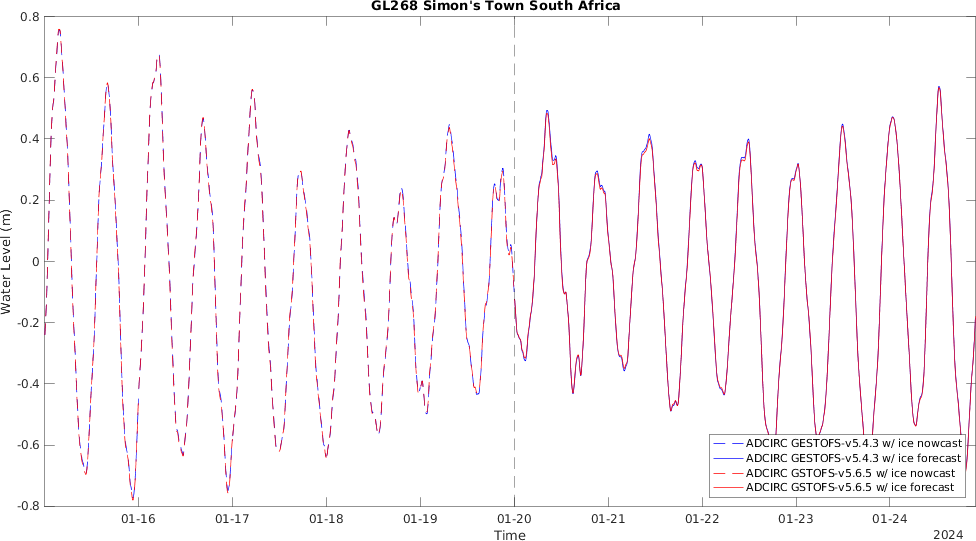 GL268 Simon's Town South Africa
0.8
0.6
0.4
0.2
0
-0.2
-0.4
-0.6
-0.8
Water Level (m)
ADCIRC GESTOFS-v5.4.3 w/ ice nowcast
ADCIRC GESTOFS-v5.4.3 w/ ice forecast
ADCIRC GSTOFS-v5.6.5 w/ ice nowcast
ADCIRC GSTOFS-v5.6.5 w/ ice forecast
01-16 01-17 01-18 01-19 01-20 01-21 01-22 01-23 01-24
Time
2024